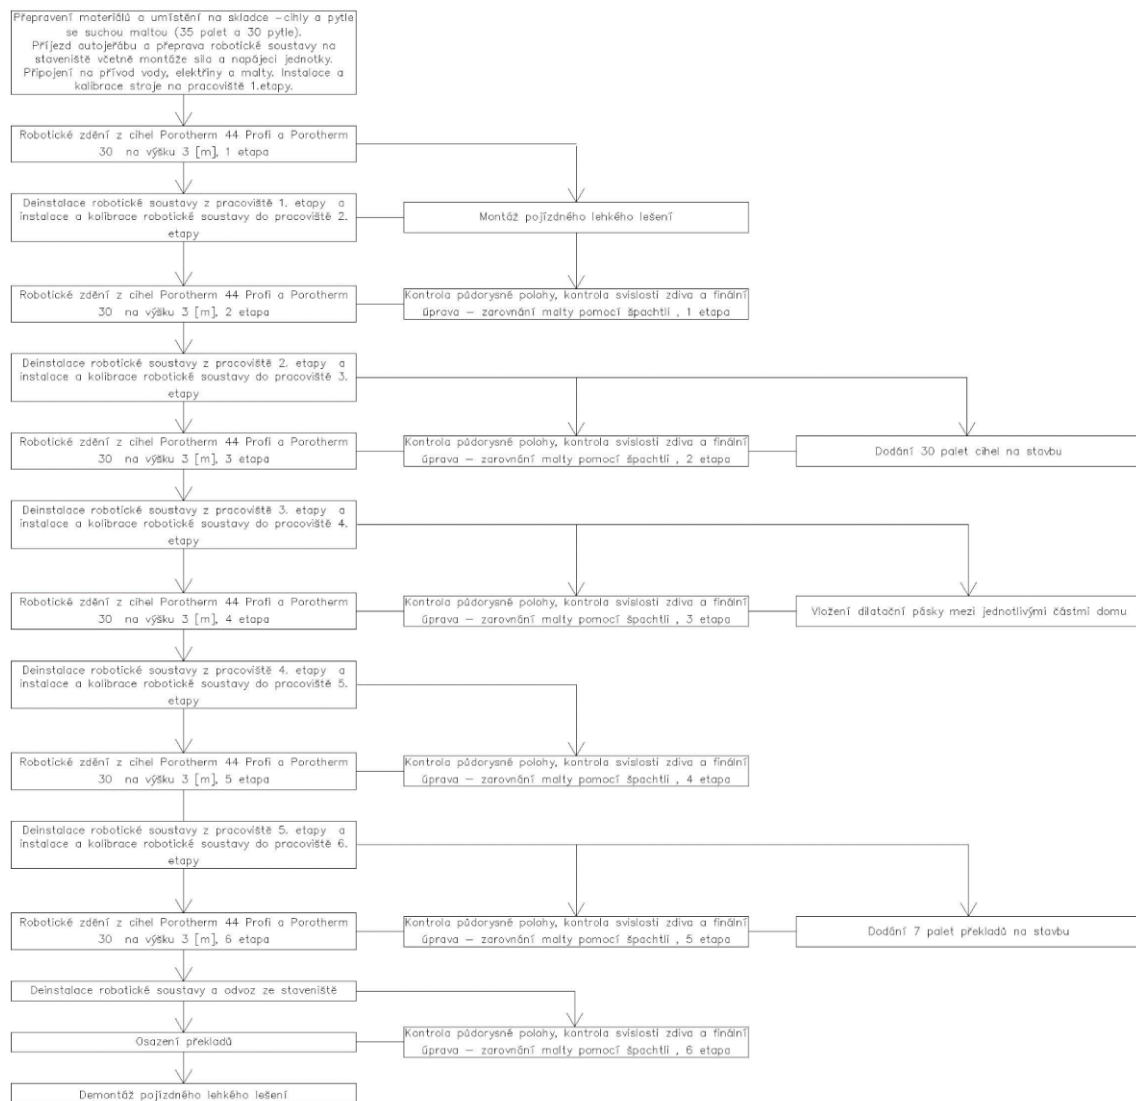 Přepravení materiálů a umístění na skladce –cihly a pytle
se suchou maltou (35 palet a 30 pytle).
Příjezd autojeřábu a přeprava robotické soustavy na
staveniště včetně montáže sila a napájeci jednotky.
Připojení na přívod vody, elektřiny a malty. Instalace a
kalibrace stroje na pracoviště 1.etapy.
Robotické zdění z cihel Porotherm 44 Profi a Porotherm
30 na výšku 3 [m], 1 etapa
Deinstalace robotické soustavy z pracoviště 1. etapy a
instalace a kolibrace robotické soustavy do pracoviště 2.
etapy
Montáž pojízdného lehkého lešení
Robotické zdění z cihel Porotherm 44 Profi a Porotherm
30 na výšku 3 [m], 2 etapa
Kontrola půdorysné polohy, kontrola svislosti zdiva a finální
úprava – zarovnání malty pomocí špachtli , 1 etapa
Deinstalace robotické soustavy z pracoviště 2. etapy a
instalace a kolibrace robotické soustavy do pracoviště 3.
etapy
Robotické zdění z cihel Porotherm 44 Profi a Porotherm
30 na výšku 3 [m], 3 etapa
Kontrola půdorysné polohy, kontrola svislosti zdiva a finální
úprava – zarovnání malty pomocí špachtli , 2 etapa
Dodání 30 palet cihel na stavbu
Deinstalace robotické soustavy z pracoviště 3. etapy a
instalace a kolibrace robotické soustavy do pracoviště 4.
etapy
Robotické zdění z cihel Porotherm 44 Profi a Porotherm
30 na výšku 3 [m], 4 etapa
Kontrola půdorysné polohy, kontrola svislosti zdiva a finální
úprava – zarovnání malty pomocí špachtli , 3 etapa
Vložení dilatační pásky mezi jednotlivými částmi domu
Deinstalace robotické soustavy z pracoviště 4. etapy a
instalace a kolibrace robotické soustavy do pracoviště 5.
etapy
Robotické zdění z cihel Porotherm 44 Profi a Porotherm
30 na výšku 3 [m], 5 etapa
Kontrola půdorysné polohy, kontrola svislosti zdiva a finální
úprava – zarovnání malty pomocí špachtli , 4 etapa
Deinstalace robotické soustavy z pracoviště 5. etapy a
instalace a kolibrace robotické soustavy do pracoviště 6.
etapy
Robotické zdění z cihel Porotherm 44 Profi a Porotherm
30 na výšku 3 [m], 6 etapa
Kontrola půdorysné polohy, kontrola svislosti zdiva a finální
úprava – zarovnání malty pomocí špachtli , 5 etapa
Dodání 7 palet překladů na stavbu
Deinstalace robotické soustavy a odvoz ze staveniště
Osazení překladů
Kontrola půdorysné polohy, kontrola svislosti zdiva a finální
úprava – zarovnání malty pomocí špachtli , 6 etapa
Demontáž pojízdného lehkého lešení